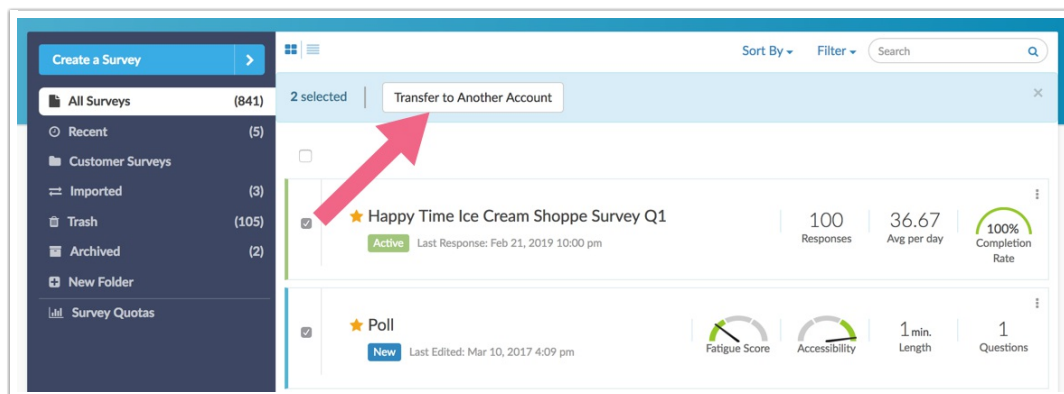 Create a Survey
All Surveys (841)
Recent (5)
Customer Surveys
Imported (3)
Trash (105)
Archived (2)
New Folder
Survey Quotas
Sort By Filter Search
2 selected Transfer to Another Account
Happy Time Ice Cream Shoppe Survey Q1
Active Last Response: Feb 21, 2019 10:00 pm
100 36.67 100%
Responses Avg per day Completion
Rate
Poll
New Last Edited: Mar 10, 2017 4:09 pm
Fatigue Score Accessibility
1 min. 1
Length Questions